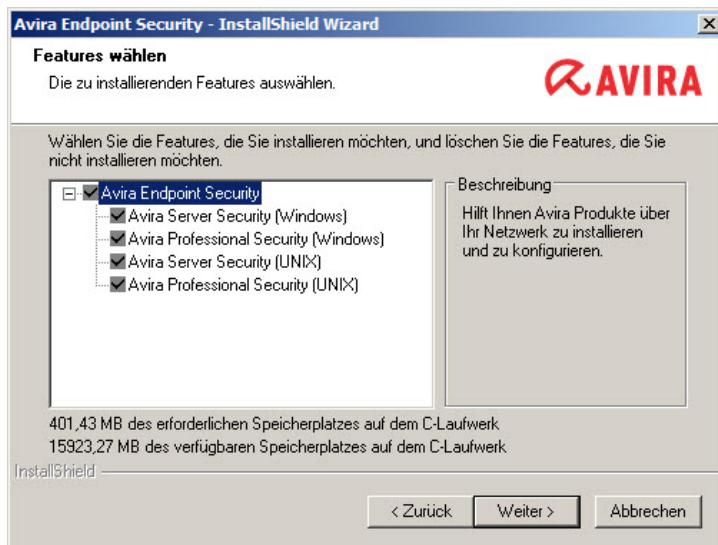 Avira Endpoint Security - InstallShield Wizard
Features wählen
Die zu installierenden Features auswählen.
AVIRA
Wählen Sie die Features, die Sie installieren möchten, und löschen Sie die Features, die Sie
nicht installieren möchten.
Avira Endpoint Security
Avira Server Security (Windows)
Avira Professional Security (Windows)
Avira Server Security (UNIX)
Avira Professional Security (UNIX)
Beschreibung
Hilft Ihnen Avira Produkte über
Ihr Netzwerk zu installieren
und zu konfigurieren.
401,43 MB des erforderlichen Speicherplatzes auf dem C-Laufwerk
15923,27 MB des verfügbaren Speicherplatzes auf dem C-Laufwerk
InstallShield
< Zurück
Weiter >
Abbrechen